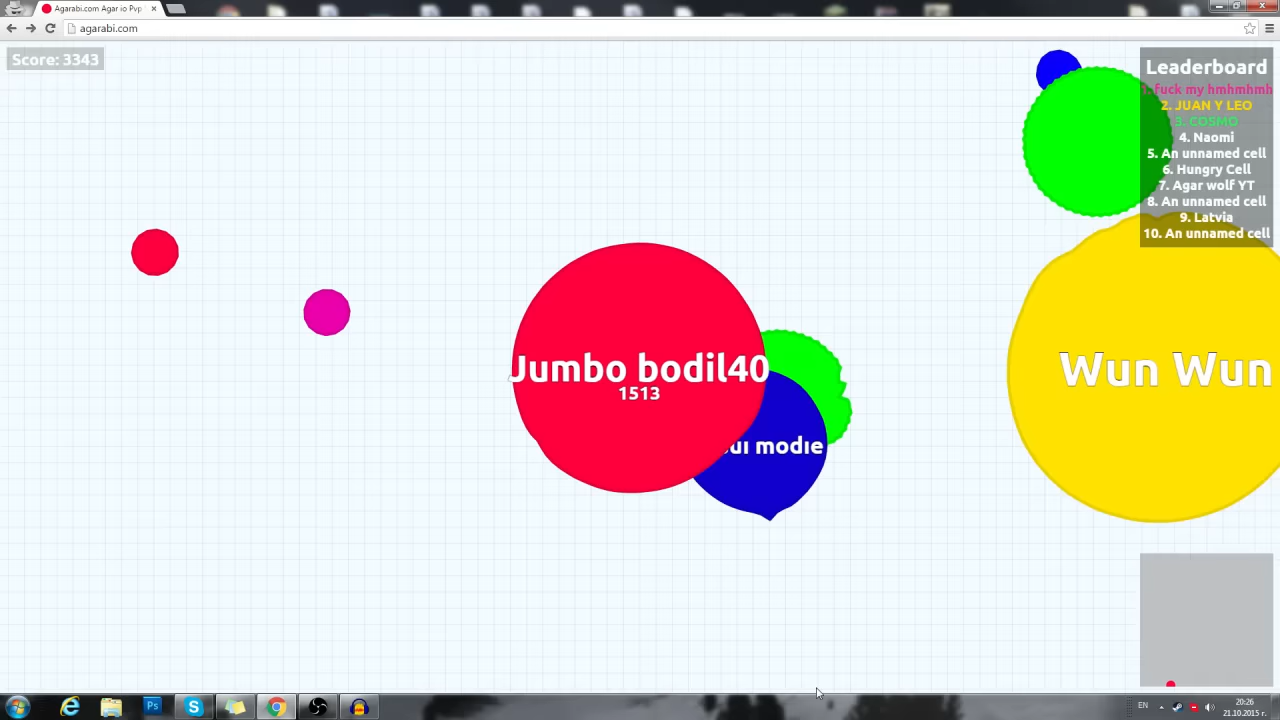 Agarabi.com Agar io Pvp
agarabi.com
Score: 3343
Leaderboard
1. fuck my hmhmhmh
2. JUAN Y LEO
3. COSMO
4. Naomi
5. An unnamed cell
6. Hungry Cell
7. Agar wolf YT
8. An unnamed cell
9. Latvia
10. An unnamed cell
Jumbo bodil40
1513
modie
Wun Wun
EN
20:26
21.10.2015 г.